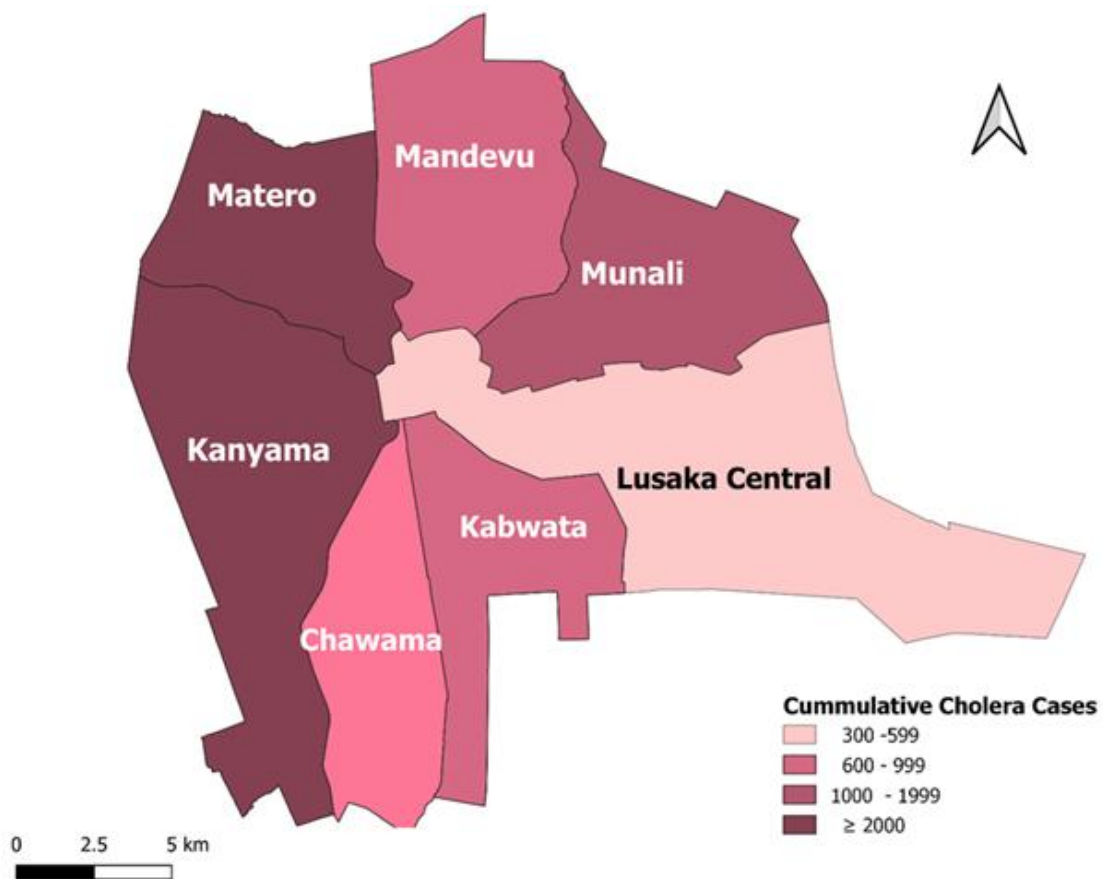 Mandevu
Matero
Munali
Kanyama
Lusaka Central
Kabwata
Chawama
Cummulative Cholera Cases
300 -599
600 - 999
1000 - 1999
≥ 2000
0 2.5 5 km